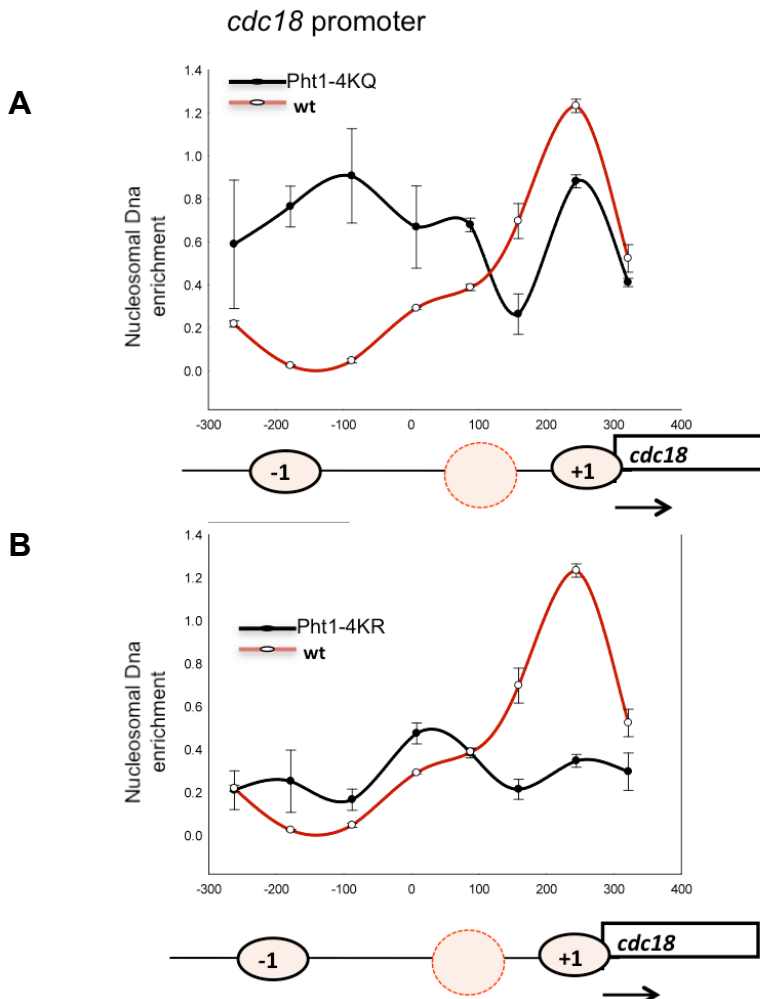 cdc18 promoter
A
Pht1-4KQ
wt
Nucleosomal Dna
enrichment
1.4
1.2
1.0
0.8
0.6
0.4
0.2
0.0
-300 -200 -100 0 100 200 300 400
-1
+1
cdc18
B
Pht1-4KR
wt
Nucleosomal Dna
enrichment
1.4
1.2
1.0
0.8
0.6
0.4
0.2
0.0
-300 -200 -100 0 100 200 300 400
-1
+1
cdc18